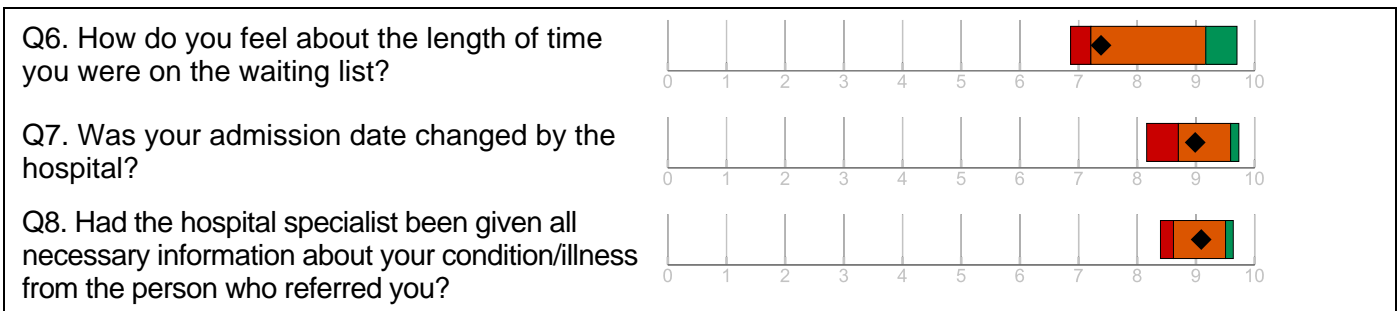 Q6. How do you feel about the length of time
you were on the waiting list?
0 1 2 3 4 5 6 7 8 9 10
Q7. Was your admission date changed by the
hospital?
0 1 2 3 4 5 6 7 8 9 10
Q8. Had the hospital specialist been given all
necessary information about your condition/illness
from the person who referred you?
0 1 2 3 4 5 6 7 8 9 10